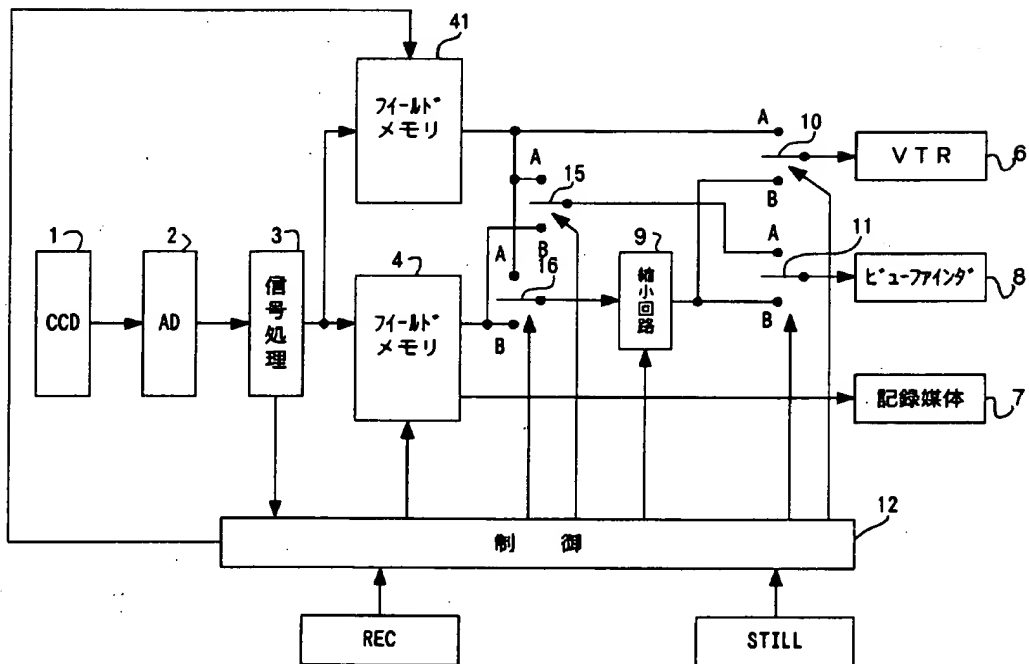 41
フィールド
メモリ
A
10
VTR
6
A
15
B
1
2
3
4
A
B
16
9
A
11
B
CCD
AD
信号処理
フィールド
メモリ
B
縮小回路
B
ビューファインダ
8
記録媒体
7
12
制御
REC
STILL